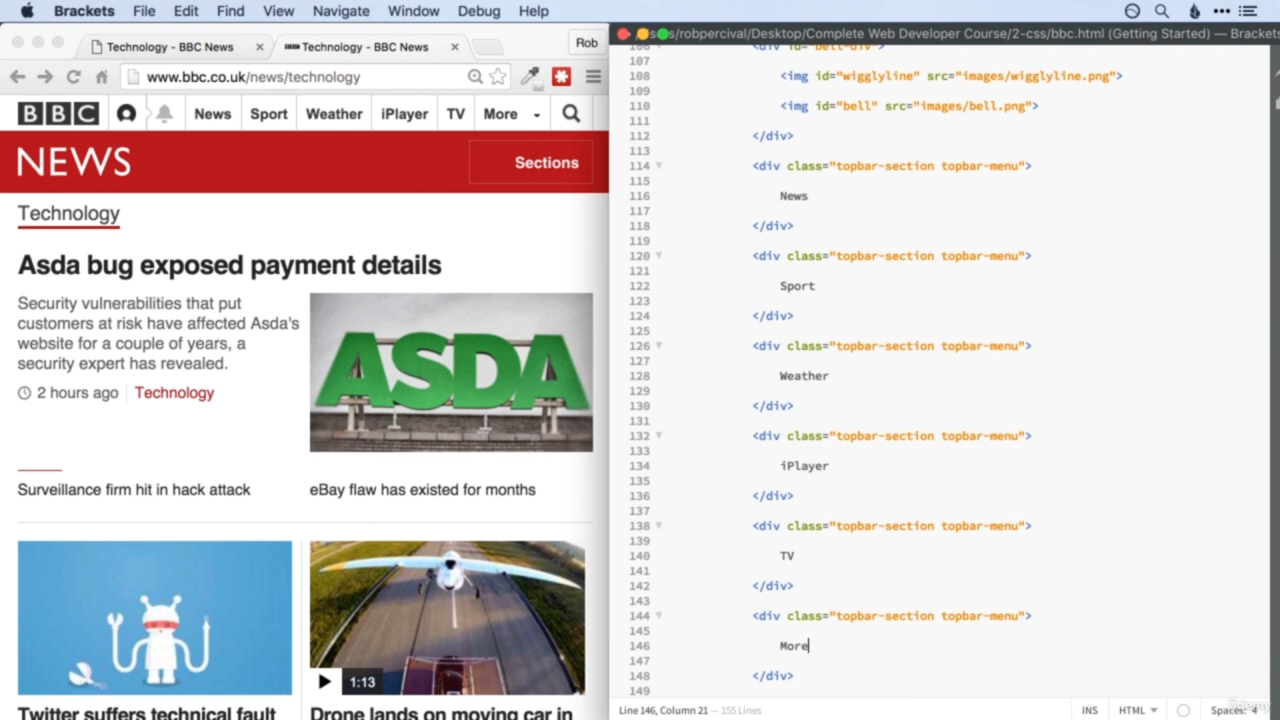 Brackets File Edit Find View Navigate Window Debug Help
Technology - BBC News
Technology - BBC News
Rob
www.bbc.co.uk/news/technology
BBC News Sport Weather iPlayer TV More
NEWS
Sections
Technology
Asda bug exposed payment details
Security vulnerabilities that put
customers at risk have affected Asda's
website for a couple of years, a
security expert has revealed.
2 hours ago Technology
ASDA
Surveillance firm hit in hack attack
eBay flaw has existed for months
1:13
Twitter suffers technical fault
Drone lands on moving car in
s/robpercival/Desktop/Complete Web Developer Course/2-css/bbc.html (Getting Started) — Brackets
106 <div id="bell-div">
107
108 <img id="wigglyline" src="images/wigglyline.png">
109
110 <img id="bell" src="images/bell.png">
111
112 </div>
113
114 <div class="topbar-section topbar-menu">
115
116 News
117
118 </div>
119
120 <div class="topbar-section topbar-menu">
121
122 Sport
123
124 </div>
125
126 <div class="topbar-section topbar-menu">
127
128 Weather
129
130 </div>
131
132 <div class="topbar-section topbar-menu">
133
134 iPlayer
135
136 </div>
137
138 <div class="topbar-section topbar-menu">
139
140 TV
141
142 </div>
143
144 <div class="topbar-section topbar-menu">
145
146 More
147
148 </div>
149
Line 146, Column 21 — 155 Lines
INS HTML Spaces: 4